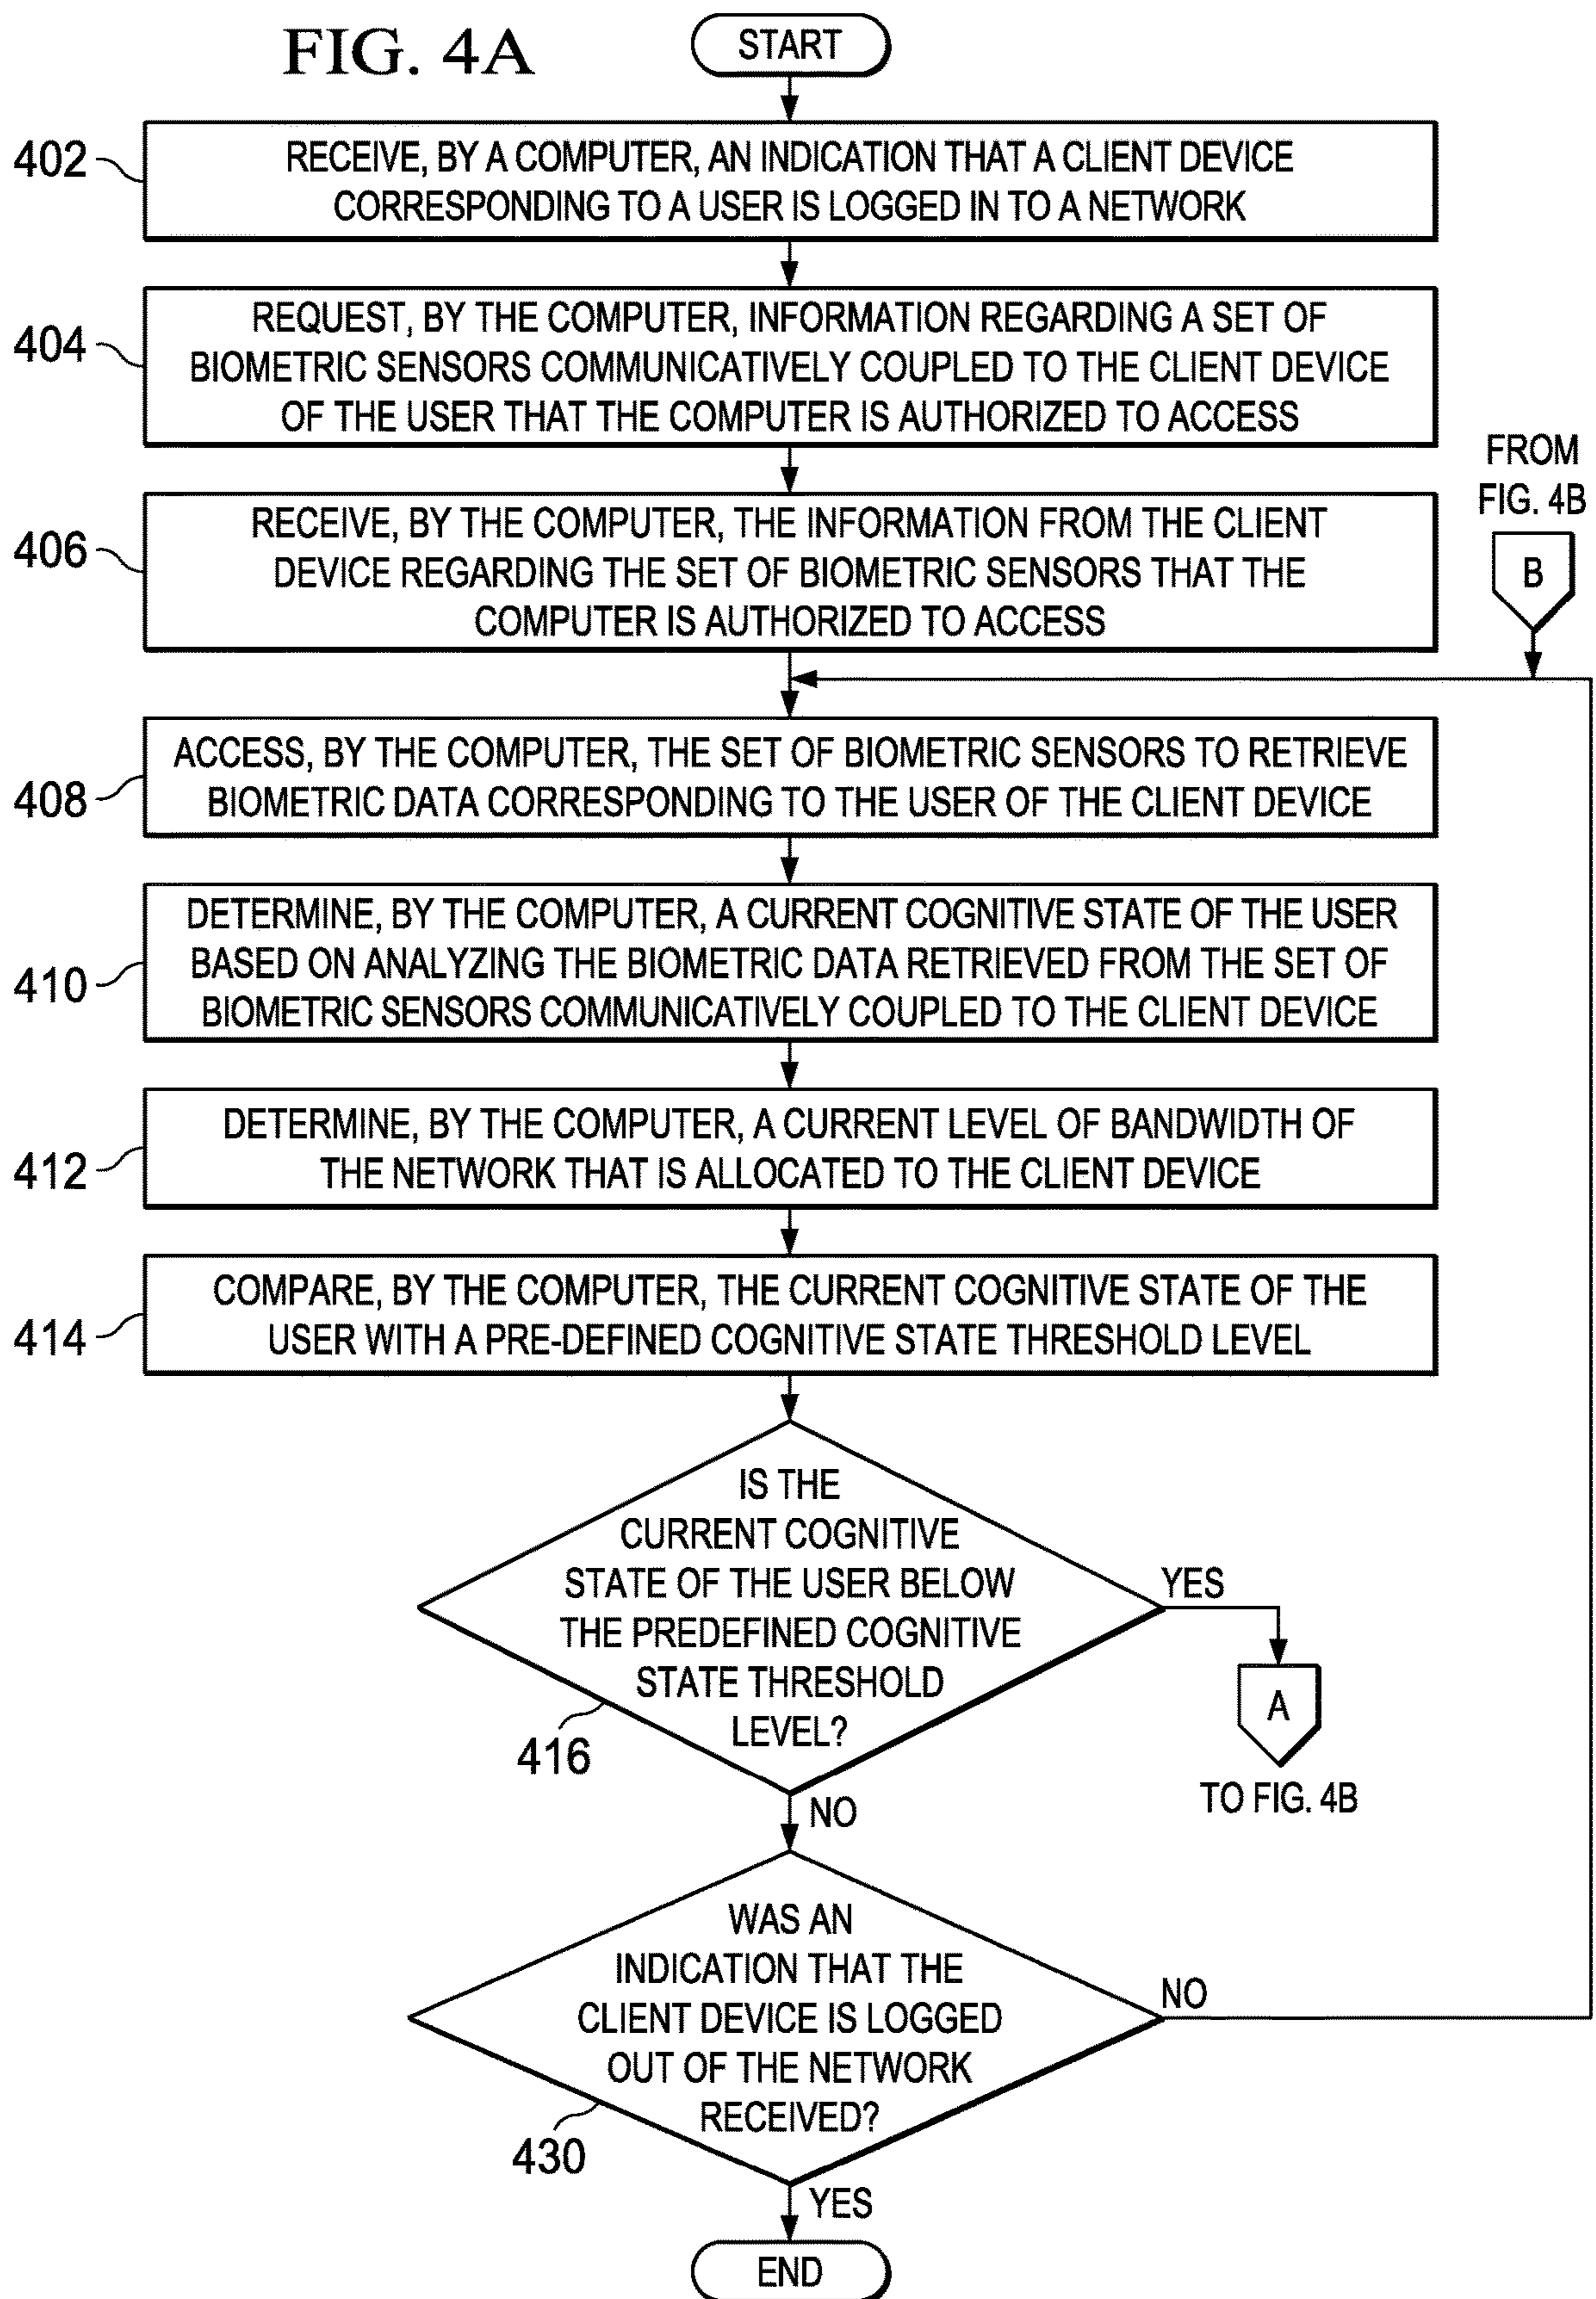 FIG. 4A
START
402
RECEIVE, BY A COMPUTER, AN INDICATION THAT A CLIENT DEVICE
CORRESPONDING TO A USER IS LOGGED IN TO A NETWORK
404
REQUEST, BY THE COMPUTER, INFORMATION REGARDING A SET OF
BIOMETRIC SENSORS COMMUNICATIVELY COUPLED TO THE CLIENT DEVICE
OF THE USER THAT THE COMPUTER IS AUTHORIZED TO ACCESS
406
RECEIVE, BY THE COMPUTER, THE INFORMATION FROM THE CLIENT
DEVICE REGARDING THE SET OF BIOMETRIC SENSORS THAT THE
COMPUTER IS AUTHORIZED TO ACCESS
FROM
FIG. 4B
B
408
ACCESS, BY THE COMPUTER, THE SET OF BIOMETRIC SENSORS TO RETRIEVE
BIOMETRIC DATA CORRESPONDING TO THE USER OF THE CLIENT DEVICE
410
DETERMINE, BY THE COMPUTER, A CURRENT COGNITIVE STATE OF THE USER
BASED ON ANALYZING THE BIOMETRIC DATA RETRIEVED FROM THE SET OF
BIOMETRIC SENSORS COMMUNICATIVELY COUPLED TO THE CLIENT DEVICE
412
DETERMINE, BY THE COMPUTER, A CURRENT LEVEL OF BANDWIDTH OF
THE NETWORK THAT IS ALLOCATED TO THE CLIENT DEVICE
414
COMPARE, BY THE COMPUTER, THE CURRENT COGNITIVE STATE OF THE
USER WITH A PRE-DEFINED COGNITIVE STATE THRESHOLD LEVEL
IS THE
CURRENT COGNITIVE
STATE OF THE USER BELOW
THE PREDEFINED COGNITIVE
STATE THRESHOLD
LEVEL?
416
YES
A
TO FIG. 4B
NO
WAS AN
INDICATION THAT THE
CLIENT DEVICE IS LOGGED
OUT OF THE NETWORK
RECEIVED?
430
NO
YES
END